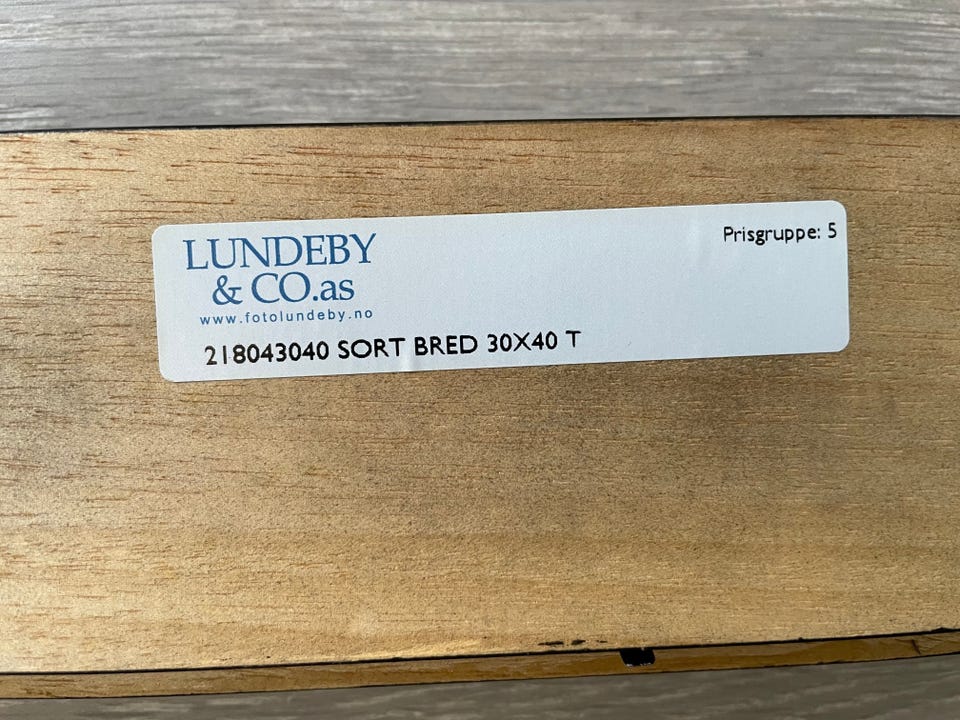 LUNDEBY
& CO.as
www.fotolundeby.no
Prisgruppe: 5
218043040 SORT BRED 30X40 T